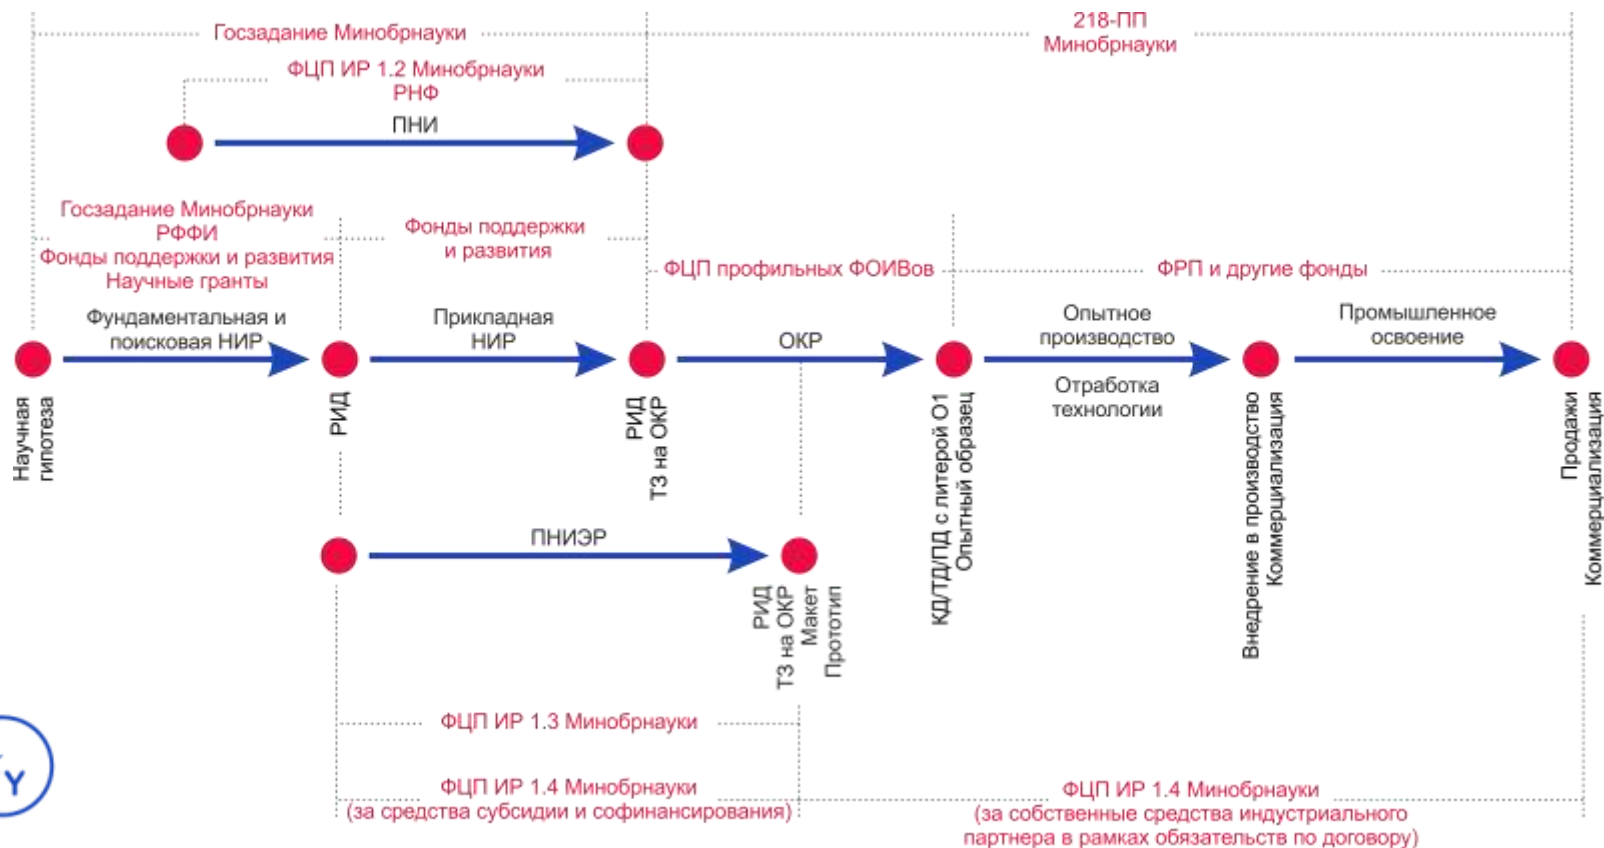 Госзадание Минобрнауки
218-ПП
Минобрнауки
ФЦП ИР 1.2 Минобрнауки
РНФ
ПНИ
Госзадание Минобрнауки
РФФИ
Фонды поддержки и развития
Научные гранты
Фонды поддержки
и развития
ФЦП профильных ФОИВов
ФРП и другие фонды
Фундаментальная и
поисковая НИР
Прикладная
НИР
ОКР
Опытное
производство
Отработка
технологии
Промышленное
освоение
Научная
гипотеза
РИД
РИД
ТЗ на ОКР
КД/ТД/ПД с литерой О1
Опытный образец
Внедрение в производство
Коммерциализация
Продажи
Коммерциализация
ПНИЭР
РИД
ТЗ на ОКР
Макет
Прототип
ФЦП ИР 1.3 Минобрнауки
ФЦП ИР 1.4 Минобрнауки
(за средства субсидии и софинансирования)
ФЦП ИР 1.4 Минобрнауки
(за собственные средства индустриального
партнера в рамках обязательств по договору)
Y